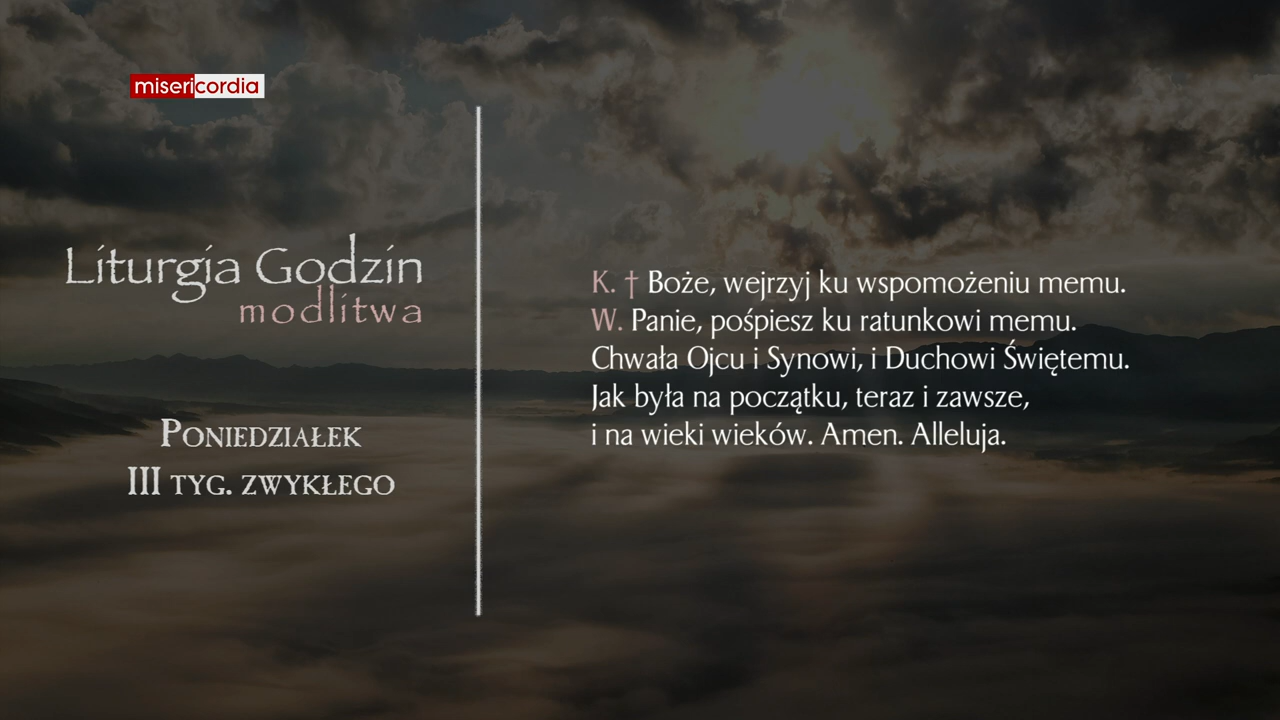 misericordia
Liturgia Godzin
modlitwa
Poniedziałek
III tyg. zwykłego
K. † Boże, wejrzyj ku wspomożeniu memu.
W. Panie, pośpiesz ku ratunkowi memu.
Chwała Ojcu i Synowi, i Duchowi Świętemu.
Jak była na początku, teraz i zawsze,
i na wieki wieków. Amen. Alleluja.